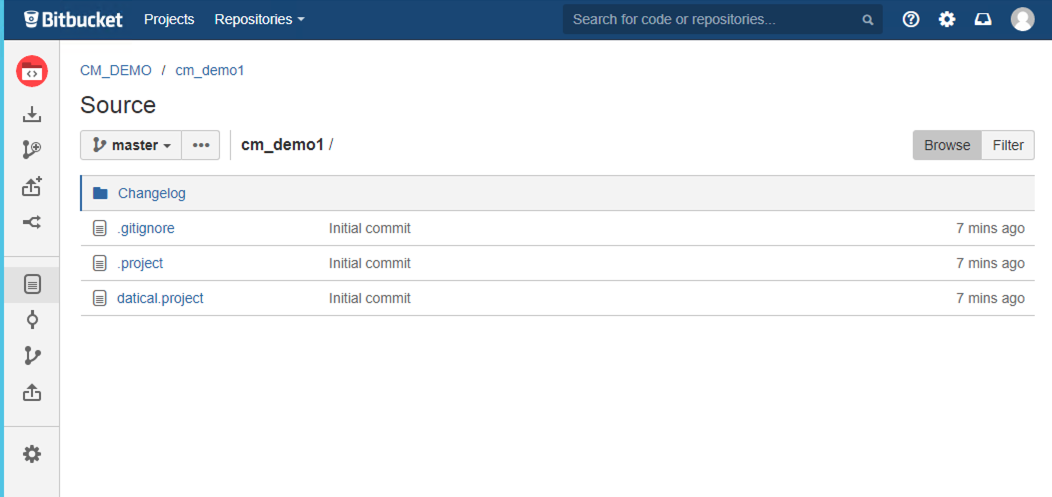 Bitbucket Projects Repositories Search for code or repositories...
CM_DEMO / cm_demo1
Source
master ••• cm_demo1 / Browse Filter
Changelog
.gitignore Initial commit 7 mins ago
.project Initial commit 7 mins ago
datical.project Initial commit 7 mins ago